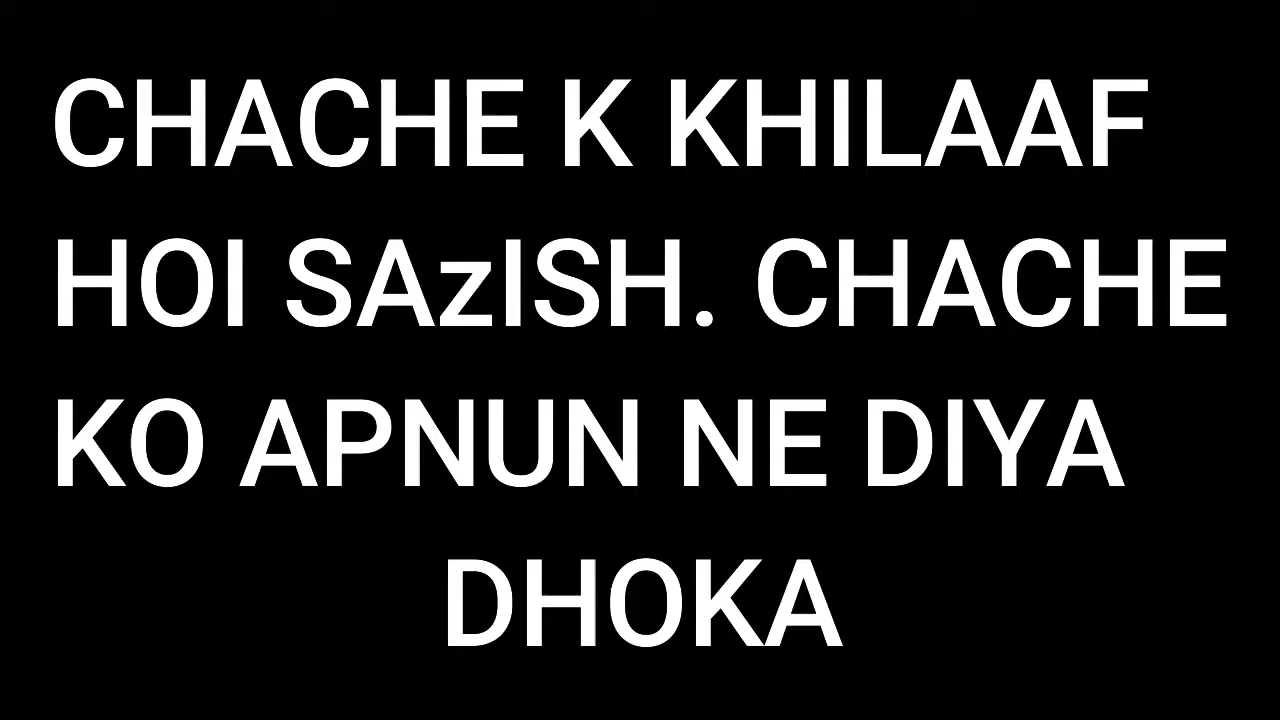 CHACHE K KHILAAF
HOI SAzISH. CHACHE
KO APNUN NE DIYA
DHOKA